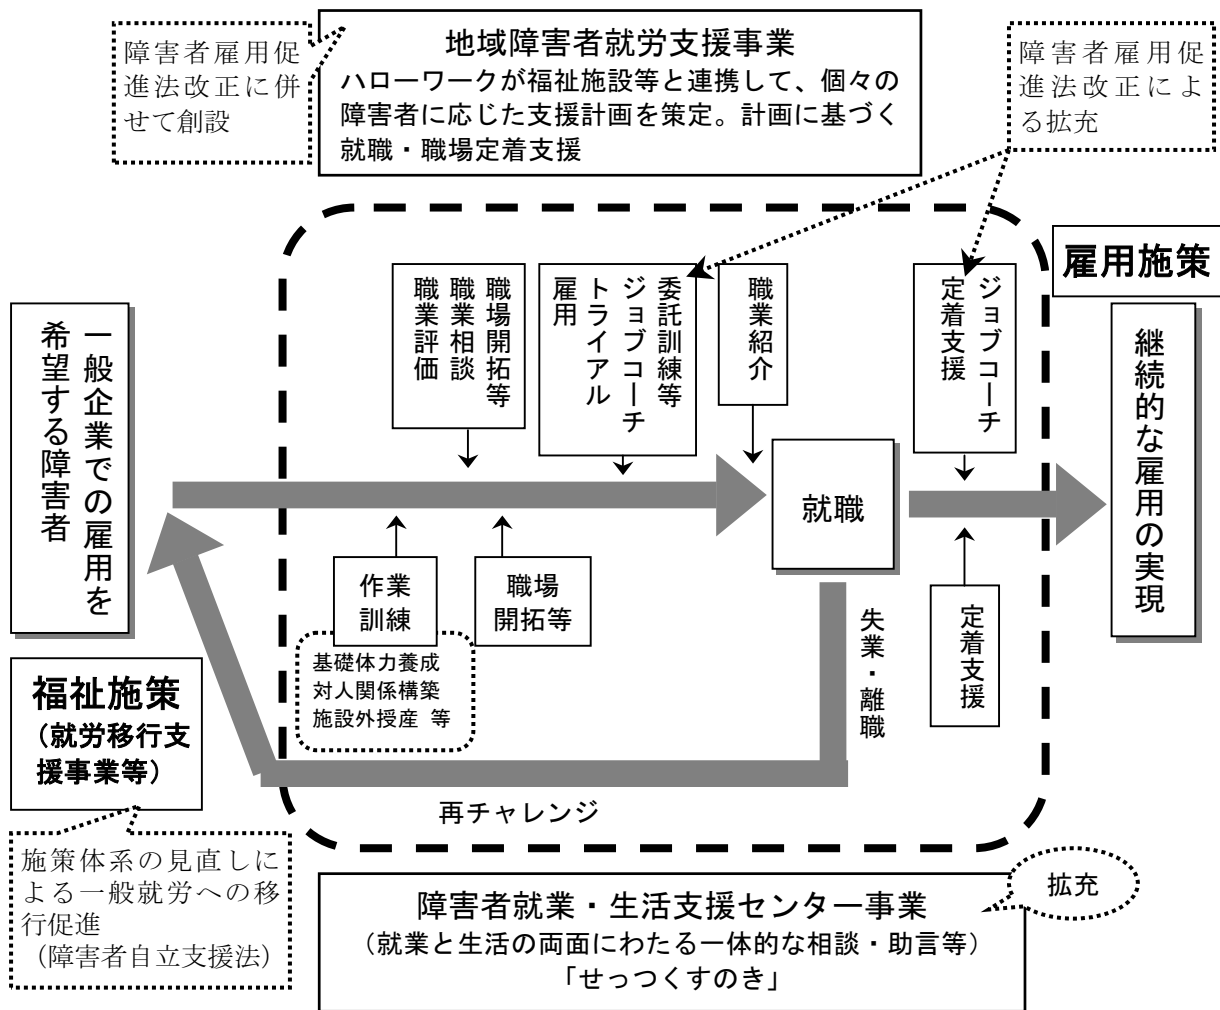 障害者雇用促
進法改正に併
せて創設
地域障害者就労支援事業
ハローワークが福祉施設等と連携して、個々の
障害者に応じた支援計画を策定。計画に基づく
就職・職場定着支援
障害者雇用促
進法改正によ
る拡充
雇用施策
一般企業での雇用を
希望する障害者
職場開拓等
職業相談
職業評価
委託訓練等
ジョブコーチ
トライアル
雇用
職業紹介
ジョブコーチ
定着支援
継続的な雇用の実現
就職
作業
訓練
職場
開拓等
基礎体力養成
対人関係構築
施設外授産 等
失業・離職
定着支援
福祉施策
(就労移行支
援事業等)
再チャレンジ
施策体系の見直しに
よる一般就労への移
行促進
(障害者自立支援法)
拡充
障害者就業・生活支援センター事業
(就業と生活の両面にわたる一体的な相談・助言等)
「せっつくすのき」